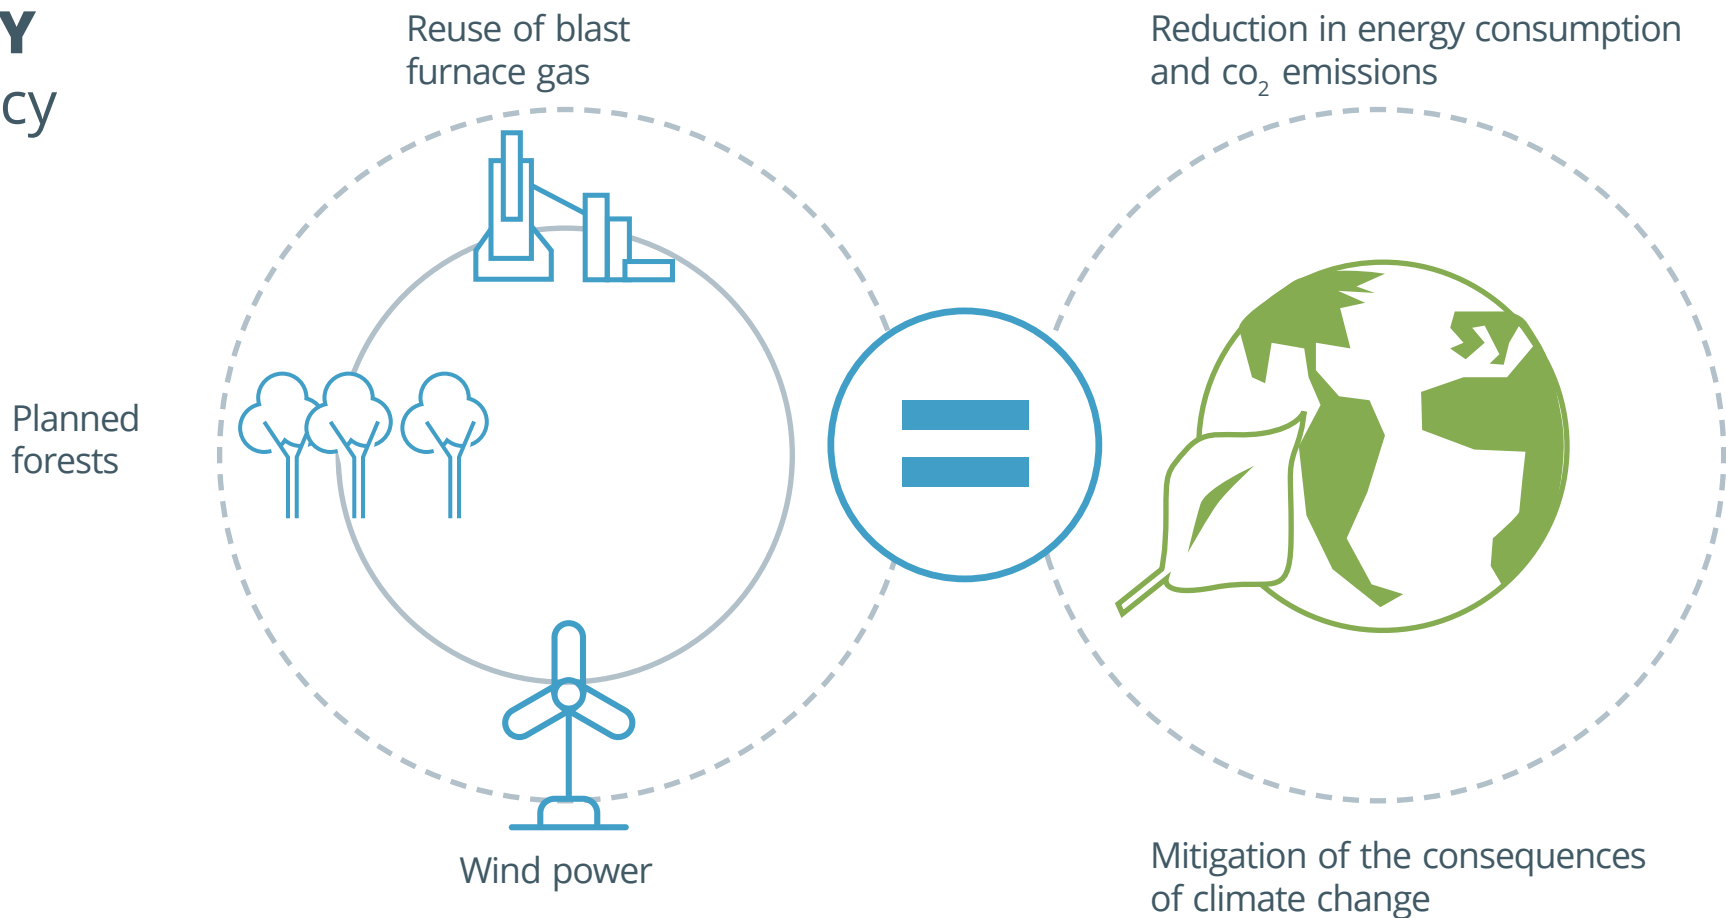 Y
cy
Reuse of blast
furnace gas
Reduction in energy consumption
and co₂ emissions
Planned
forests
Wind power
Mitigation of the consequences
of climate change